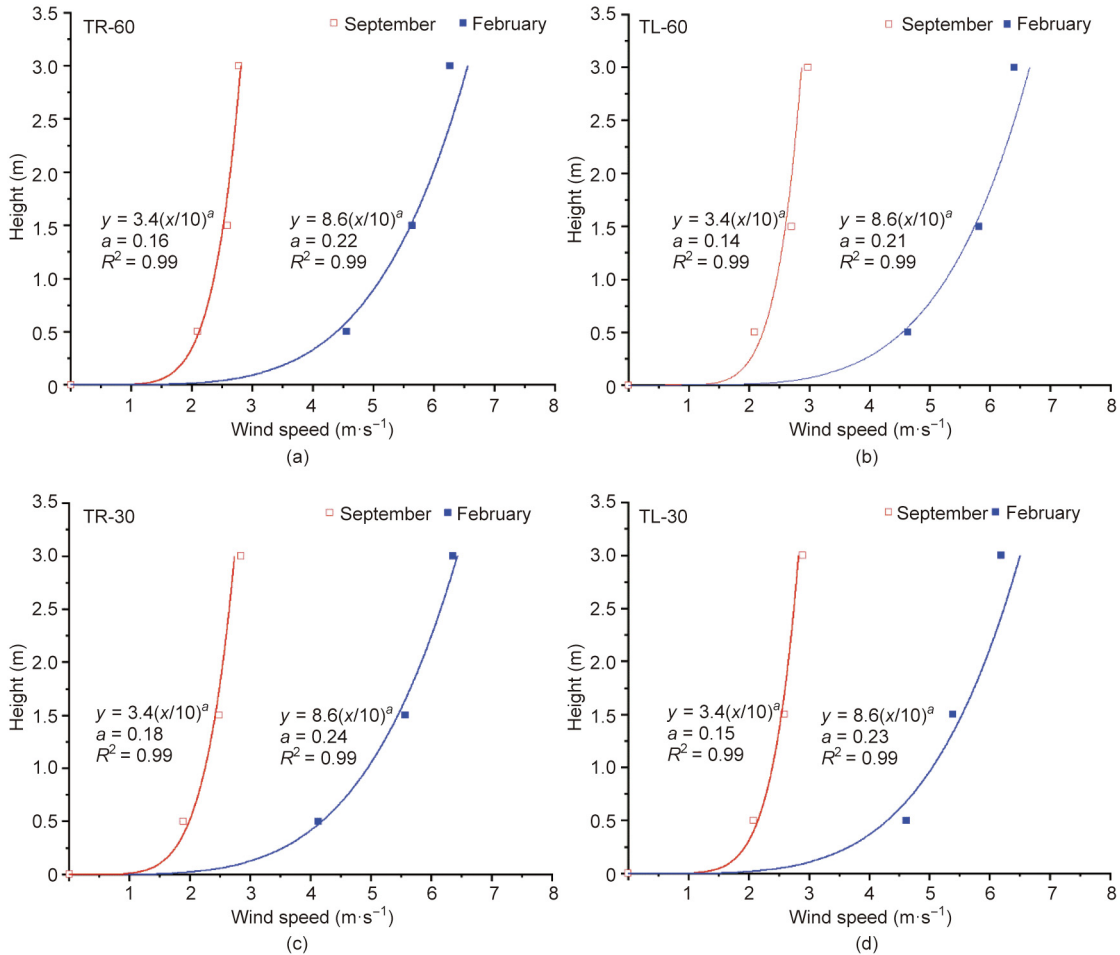 TR-60
September
February
3.5
3.0
2.5
2.0
1.5
1.0
0.5
0
Height (m)
y = 3.4(x/10)^a
a = 0.16
R² = 0.99
y = 8.6(x/10)^a
a = 0.22
R² = 0.99
1 2 3 4 5 6 7 8
Wind speed (m·s⁻¹)
(a)
TL-60
September
February
3.5
3.0
2.5
2.0
1.5
1.0
0.5
0
Height (m)
y = 3.4(x/10)^a
a = 0.14
R² = 0.99
y = 8.6(x/10)^a
a = 0.21
R² = 0.99
1 2 3 4 5 6 7 8
Wind speed (m·s⁻¹)
(b)
TR-30
September
February
3.5
3.0
2.5
2.0
1.5
1.0
0.5
0
Height (m)
y = 3.4(x/10)^a
a = 0.18
R² = 0.99
y = 8.6(x/10)^a
a = 0.24
R² = 0.99
1 2 3 4 5 6 7 8
Wind speed (m·s⁻¹)
(c)
TL-30
September
February
3.5
3.0
2.5
2.0
1.5
1.0
0.5
0
Height (m)
y = 3.4(x/10)^a
a = 0.15
R² = 0.99
y = 8.6(x/10)^a
a = 0.23
R² = 0.99
1 2 3 4 5 6 7 8
Wind speed (m·s⁻¹)
(d)